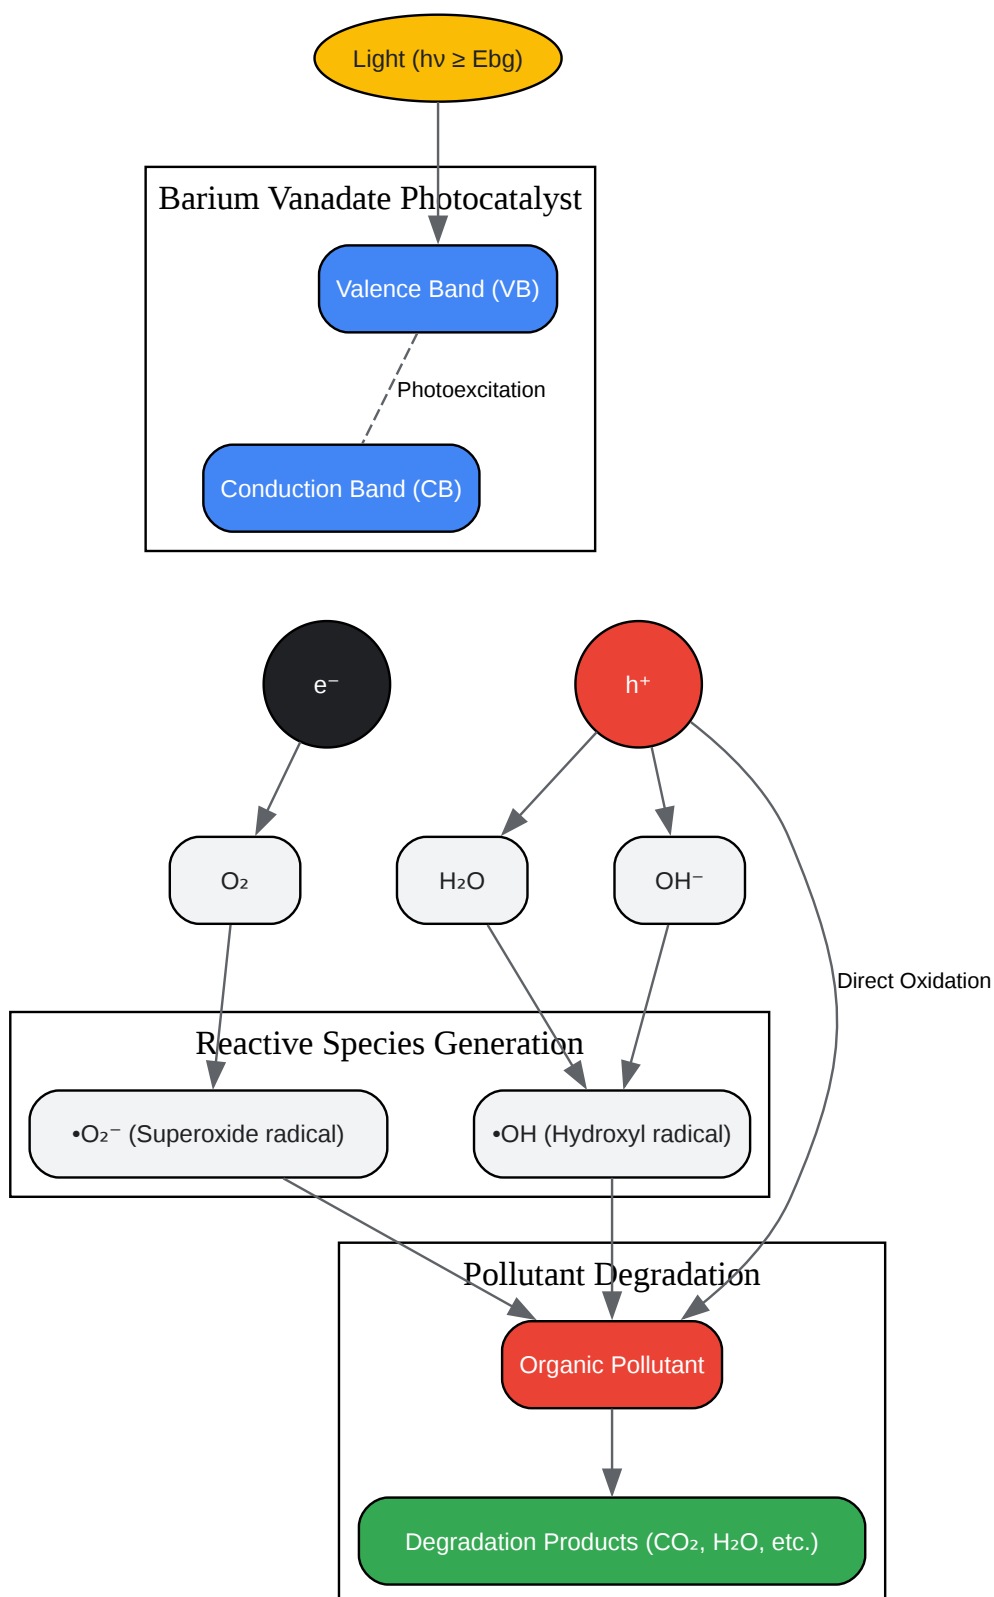 Light (hν ≥ Ebg)
Barium Vanadate Photocatalyst
Valence Band (VB)
Photoexcitation
Conduction Band (CB)
e⁻
h⁺
O₂
H₂O
OH⁻
Direct Oxidation
Reactive Species Generation
•O₂⁻ (Superoxide radical)
•OH (Hydroxyl radical)
Pollutant Degradation
Organic Pollutant
Degradation Products (CO₂, H₂O, etc.)